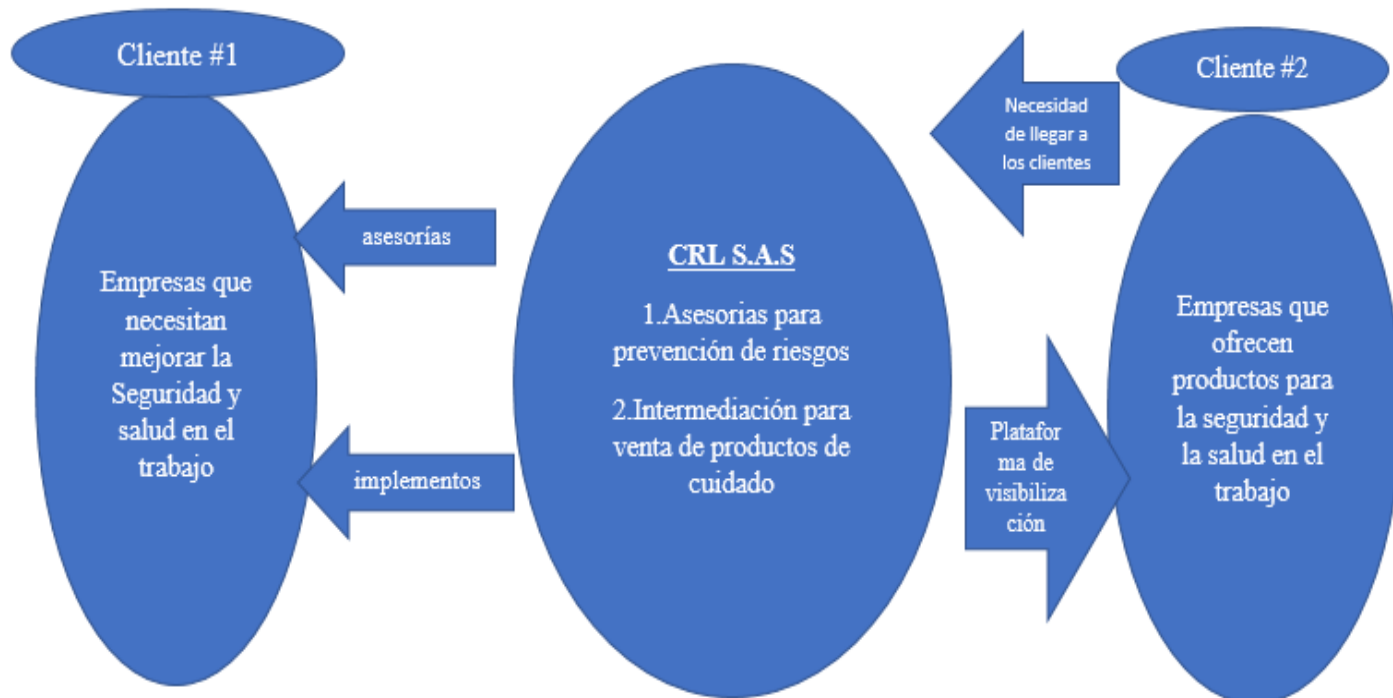 Cliente #1
Empresas que
necesitan
mejorar la
Seguridad y
salud en el
trabajo
asesorías
implementos
CRL S.A.S
1.Asesorias para
prevención de riesgos
2.Intermediación para
venta de productos de
cuidado
Necesidad
de llegar a
los clientes
Platafor
ma de
visibiliza
ción
Cliente #2
Empresas que
ofrecen
productos para
la seguridad y
la salud en el
trabajo